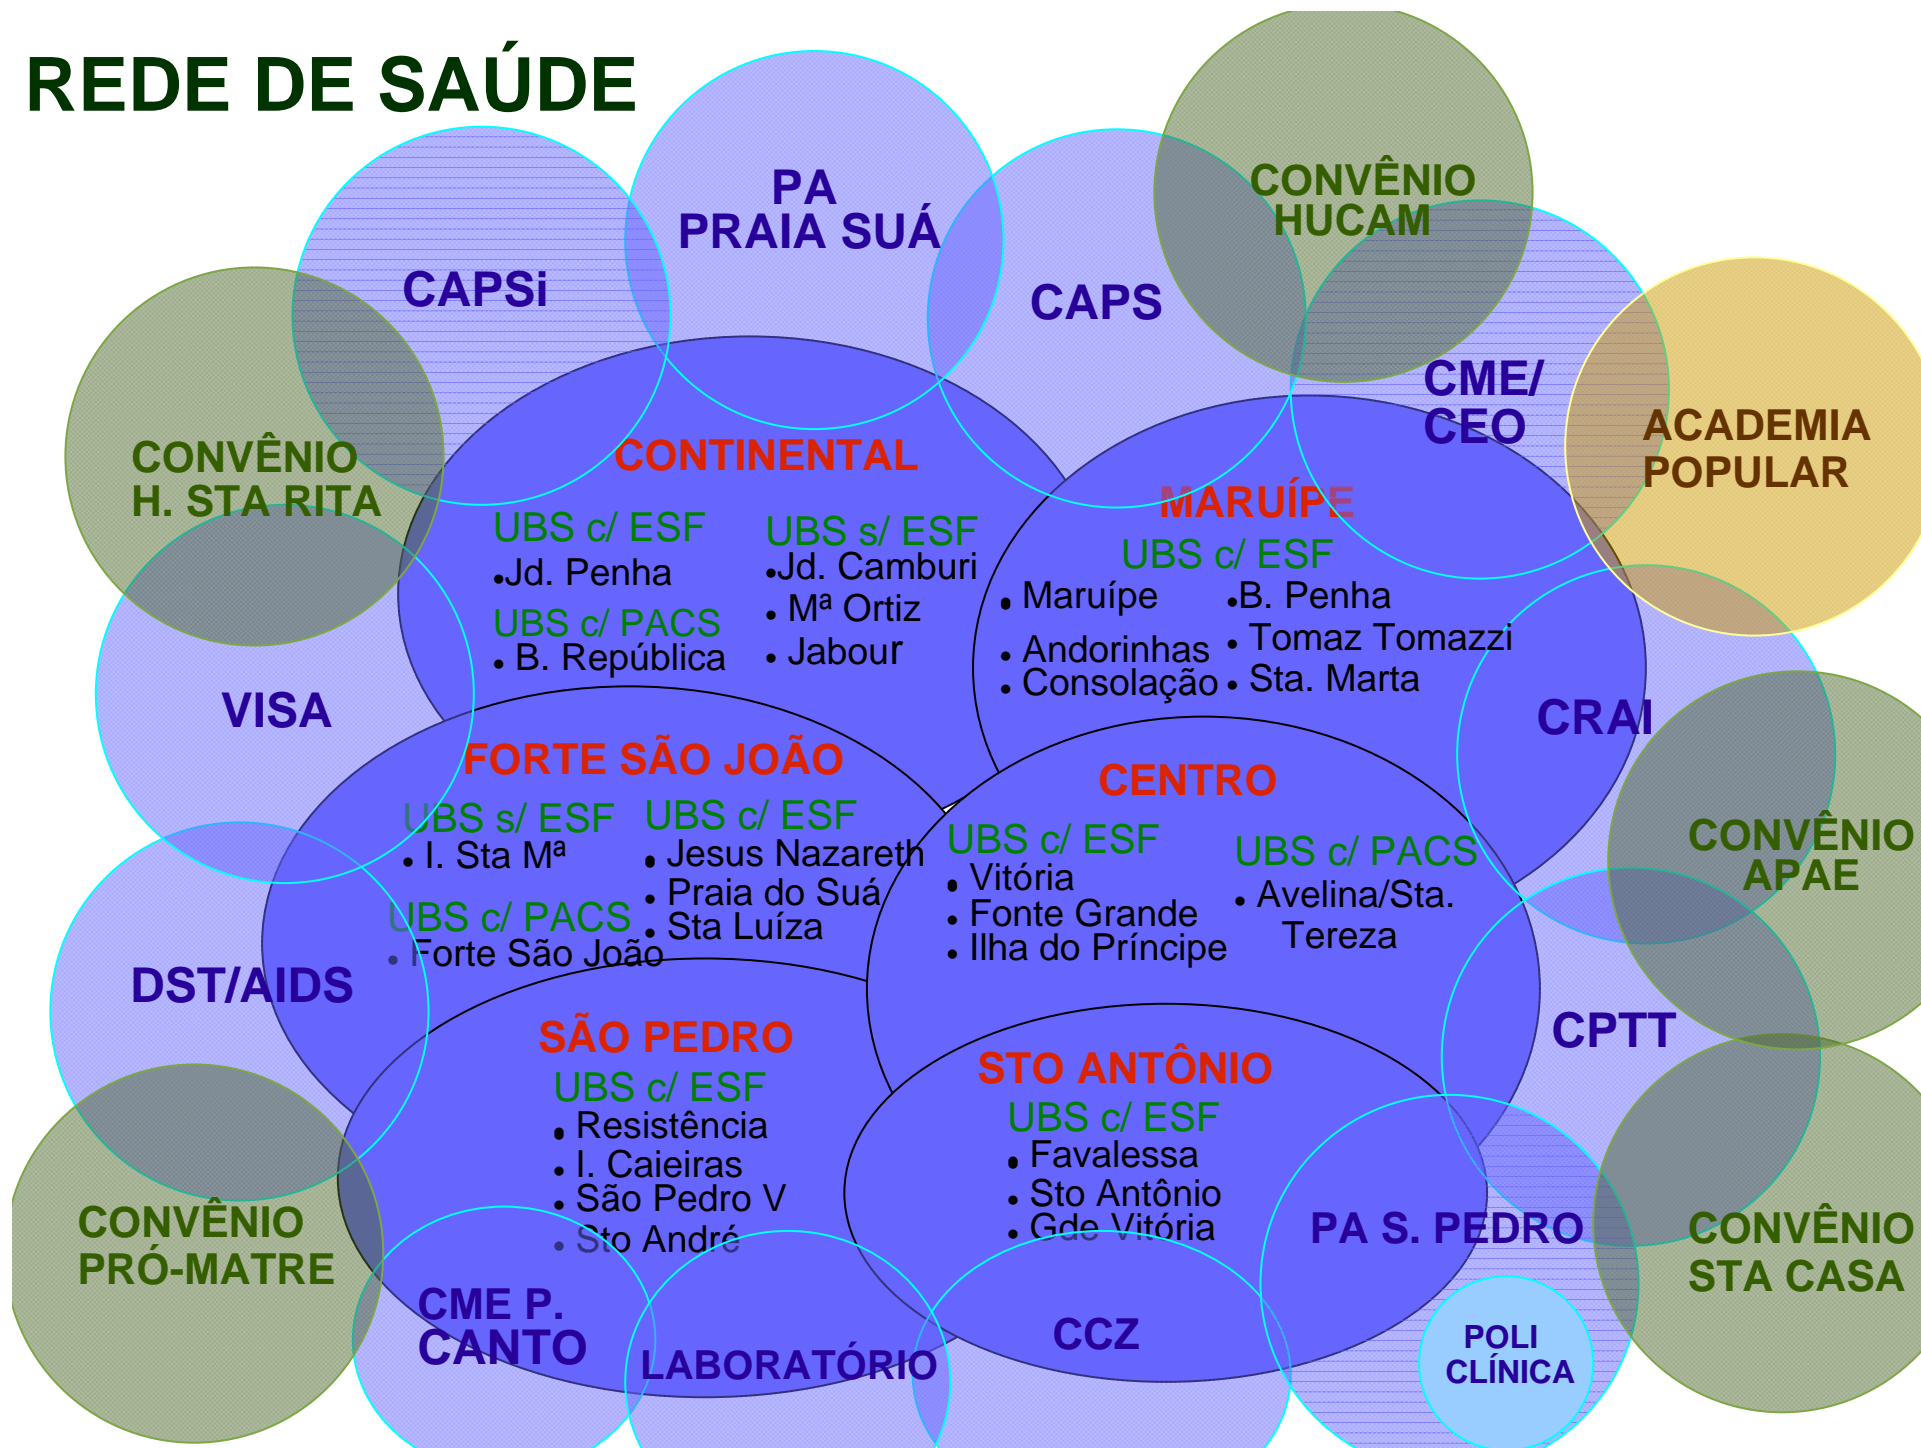 REDE DE SAÚDE
PA
PRAIA SUÁ
CAPSi
CAPS
CONVÊNIO
HUCAM
CME/
CEO
ACADEMIA
POPULAR
CONVÊNIO
H. STA RITA
CONTINENTAL
UBS c/ ESF
•Jd. Penha
UBS c/ PACS
• B. República
UBS s/ ESF
•Jd. Camburi
• Mª Ortiz
• Jabour
MARUÍPE
UBS c/ ESF
• Maruípe
• Andorinhas
• Consolação
•B. Penha
• Tomaz Tomazzi
• Sta. Marta
VISA
CRAI
FORTE SÃO JOÃO
UBS s/ ESF
• I. Sta Mª
UBS c/ PACS
• Forte São João
UBS c/ ESF
• Jesus Nazareth
• Praia do Suá
• Sta Luíza
CENTRO
UBS c/ ESF
• Vitória
• Fonte Grande
• Ilha do Príncipe
UBS c/ PACS
• Avelina/Sta.
Tereza
CONVÊNIO
APAE
DST/AIDS
CPTT
SÃO PEDRO
UBS c/ ESF
• Resistência
• I. Caieiras
• São Pedro V
• Sto André
STO ANTÔNIO
UBS c/ ESF
• Favalessa
• Sto Antônio
• Gde Vitória
PA S. PEDRO
CONVÊNIO
STA CASA
CONVÊNIO
PRÓ-MATRE
CME P.
CANTO
LABORATÓRIO
CCZ
POLI
CLÍNICA